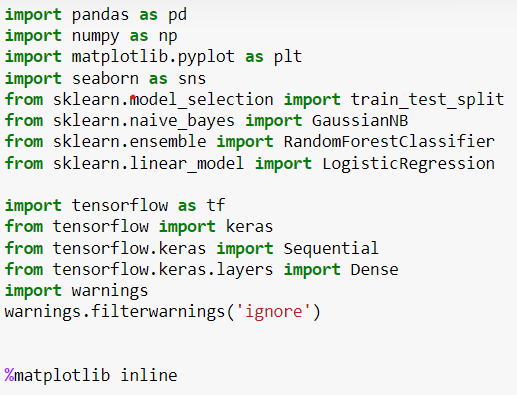 import pandas as pd
import numpy as np
import matplotlib.pyplot as plt
import seaborn as sns
from sklearn.model_selection import train_test_split
from sklearn.naive_bayes import GaussianNB
from sklearn.ensemble import RandomForestClassifier
from sklearn.linear_model import LogisticRegression

import tensorflow as tf
from tensorflow import keras
from tensorflow.keras import Sequential
from tensorflow.keras.layers import Dense
import warnings
warnings.filterwarnings('ignore')


%matplotlib inline